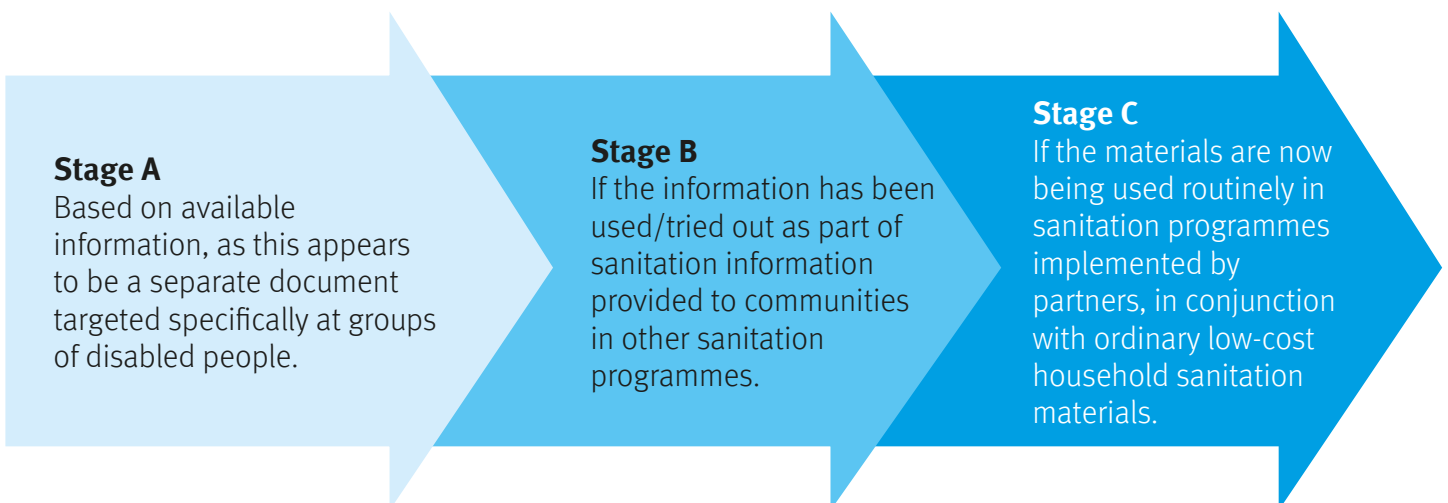 Stage A
Based on available
information, as this appears
to be a separate document
targeted specifically at groups
of disabled people.
Stage B
If the information has been
used/tried out as part of
sanitation information
provided to communities
in other sanitation
programmes.
Stage C
If the materials are now
being used routinely in
sanitation programmes
implemented by
partners, in conjunction
with ordinary low-cost
household sanitation
materials.